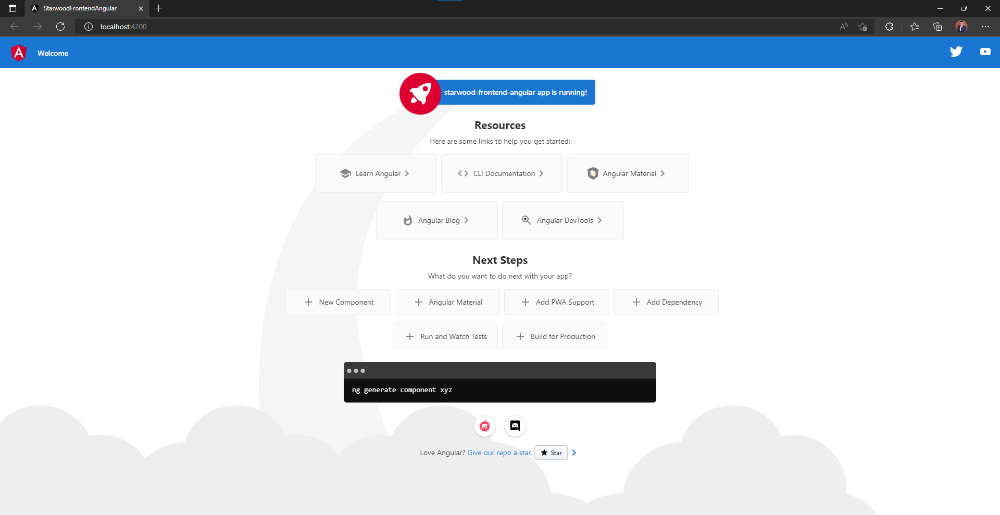 StarwoodFrontendAngular
localhost:4200
Welcome
starwood-frontend-angular app is running!
Resources
Here are some links to help you get started:
Learn Angular
CLI Documentation
Angular Material
Angular Blog
Angular DevTools
Next Steps
What do you want to do next with your app?
New Component
Angular Material
Add PWA Support
Add Dependency
Run and Watch Tests
Build for Production
ng generate component xyz
Love Angular? Give our repo a star. Star